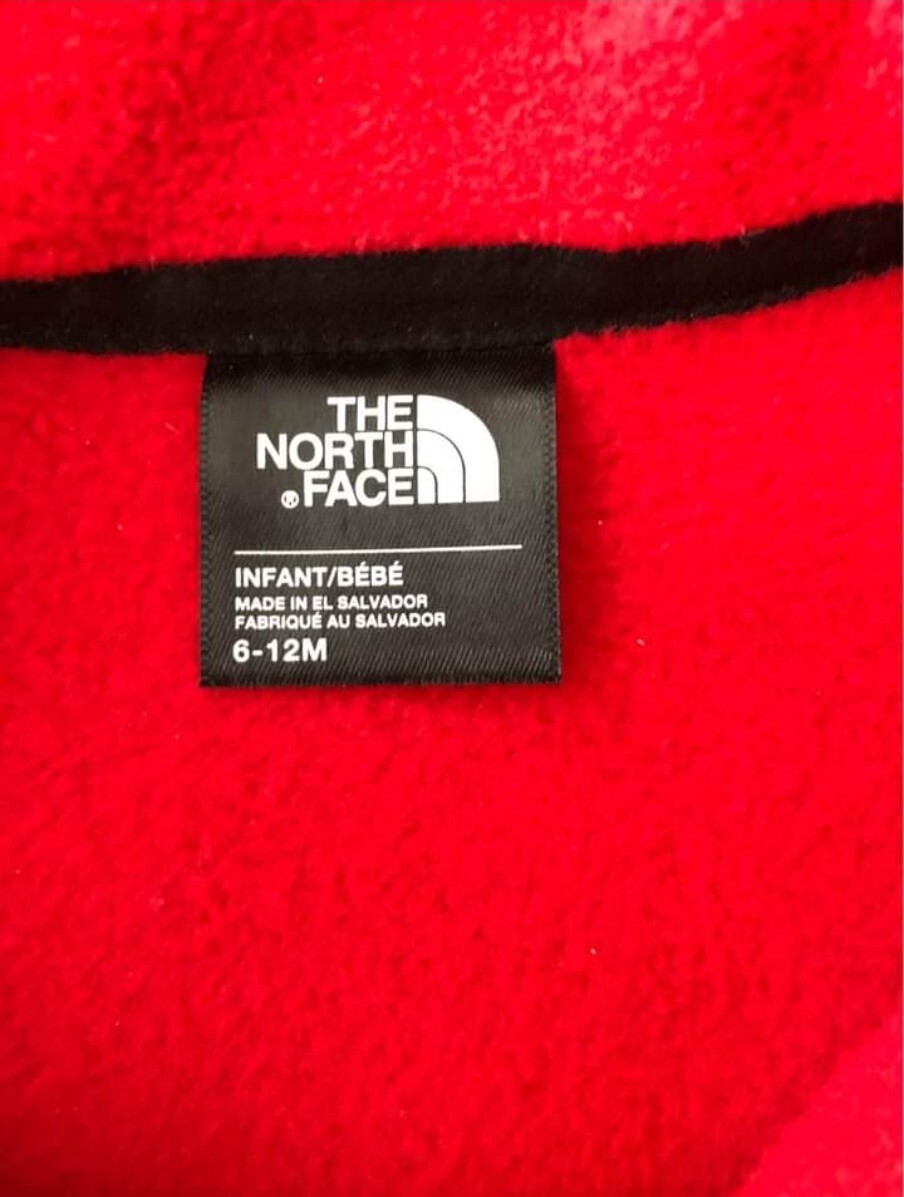 THE
NORTH
®FACE
INFANT/BÉBÉ
MADE IN EL SALVADOR
FABRIQUÉ AU SALVADOR
6-12M